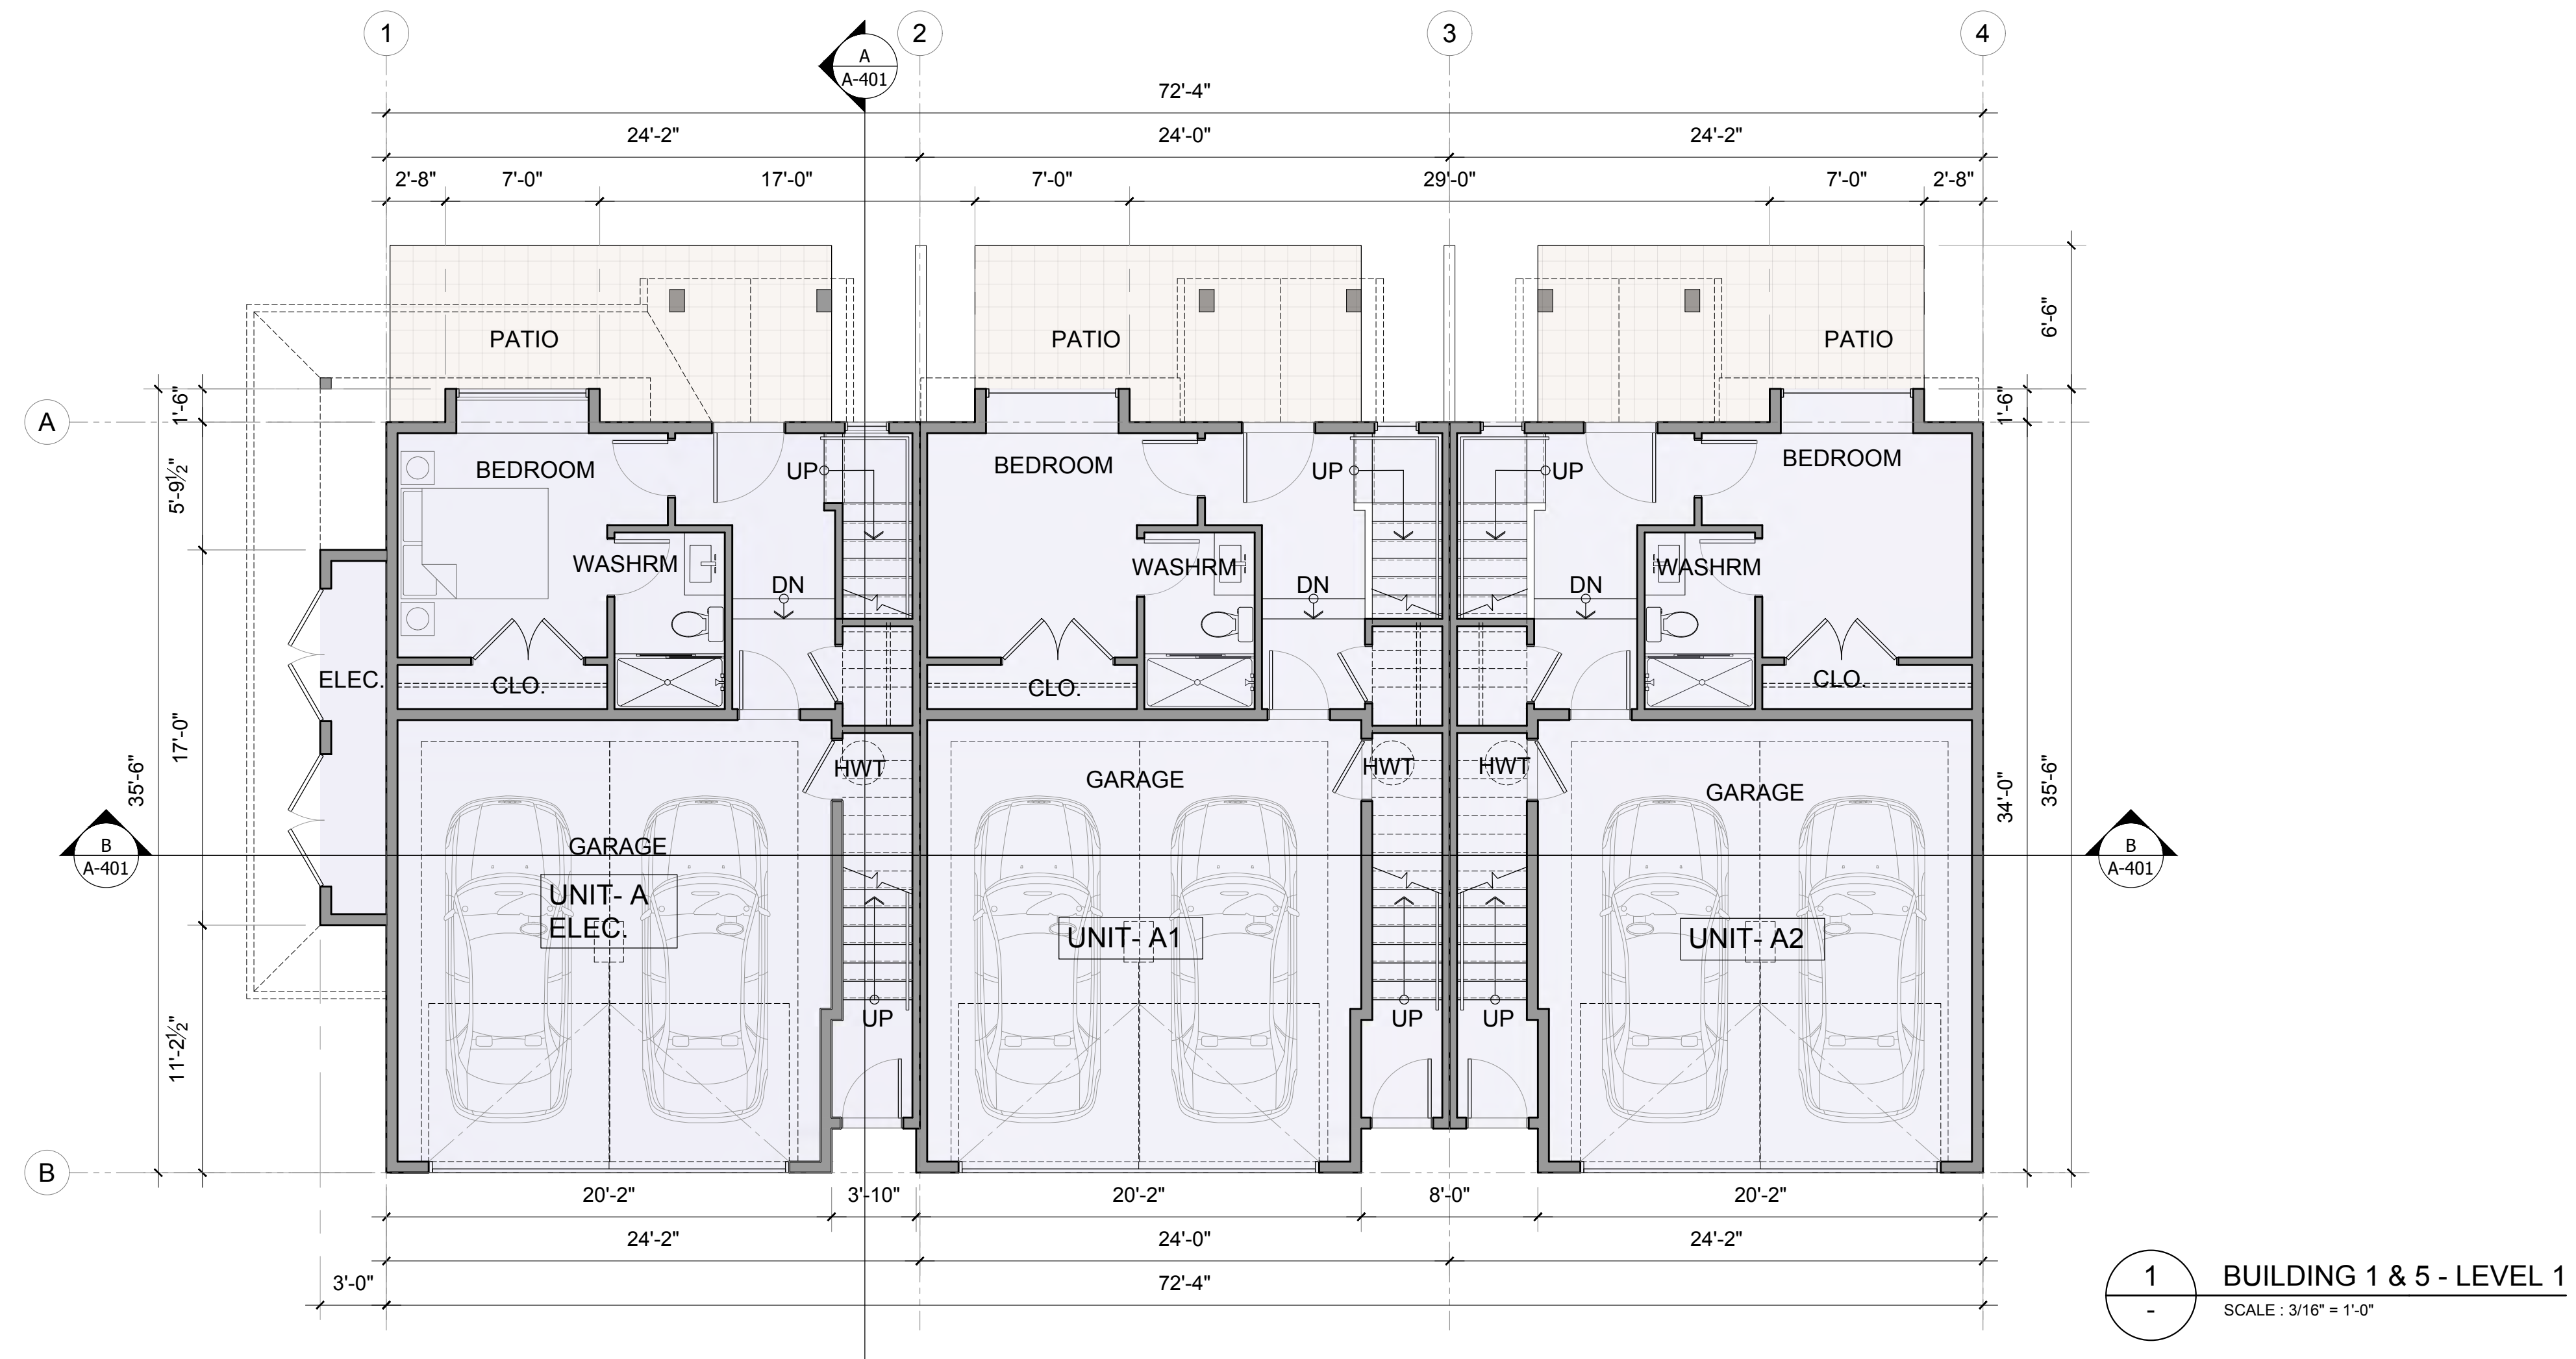 1
2
3
4
A
A-401
72'-4"
24'-2"
24'-0"
24'-2"
2'-8"
7'-0"
17'-0"
7'-0"
29'-0"
7'-0"
2'-8"
6'-6"
PATIO
PATIO
PATIO
1'-6"
1'-6"
A
5'-9½"
BEDROOM
UP
BEDROOM
UP
UP
BEDROOM
WASHRM
WASHRM
WASHRM
DN
DN
DN
ELEC.
CLO.
CLO.
CLO.
17'-0"
35'-6"
HWT
GARAGE
HWT
HWT
GARAGE
34'-0"
35'-6"
GARAGE
B
A-401
B
A-401
UNIT- A
ELEC.
UNIT- A1
UNIT- A2
UP
UP
UP
11'-2½"
B
20'-2"
3'-10"
20'-2"
8'-0"
20'-2"
24'-2"
24'-0"
24'-2"
3'-0"
72'-4"
1
-
BUILDING 1 & 5 - LEVEL 1
SCALE : 3/16" = 1'-0"